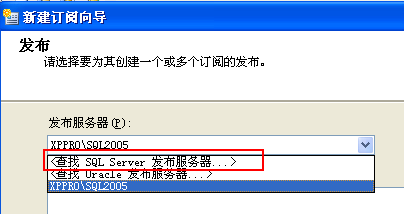 新建订阅向导
发布
请选择要为其创建一个或多个订阅的发布。
发布服务器(P):
XPPRO\SQL2005
<查找 SQL Server 发布服务器...>
<查找 Oracle 发布服务器...>
XPPRO\SQL2005